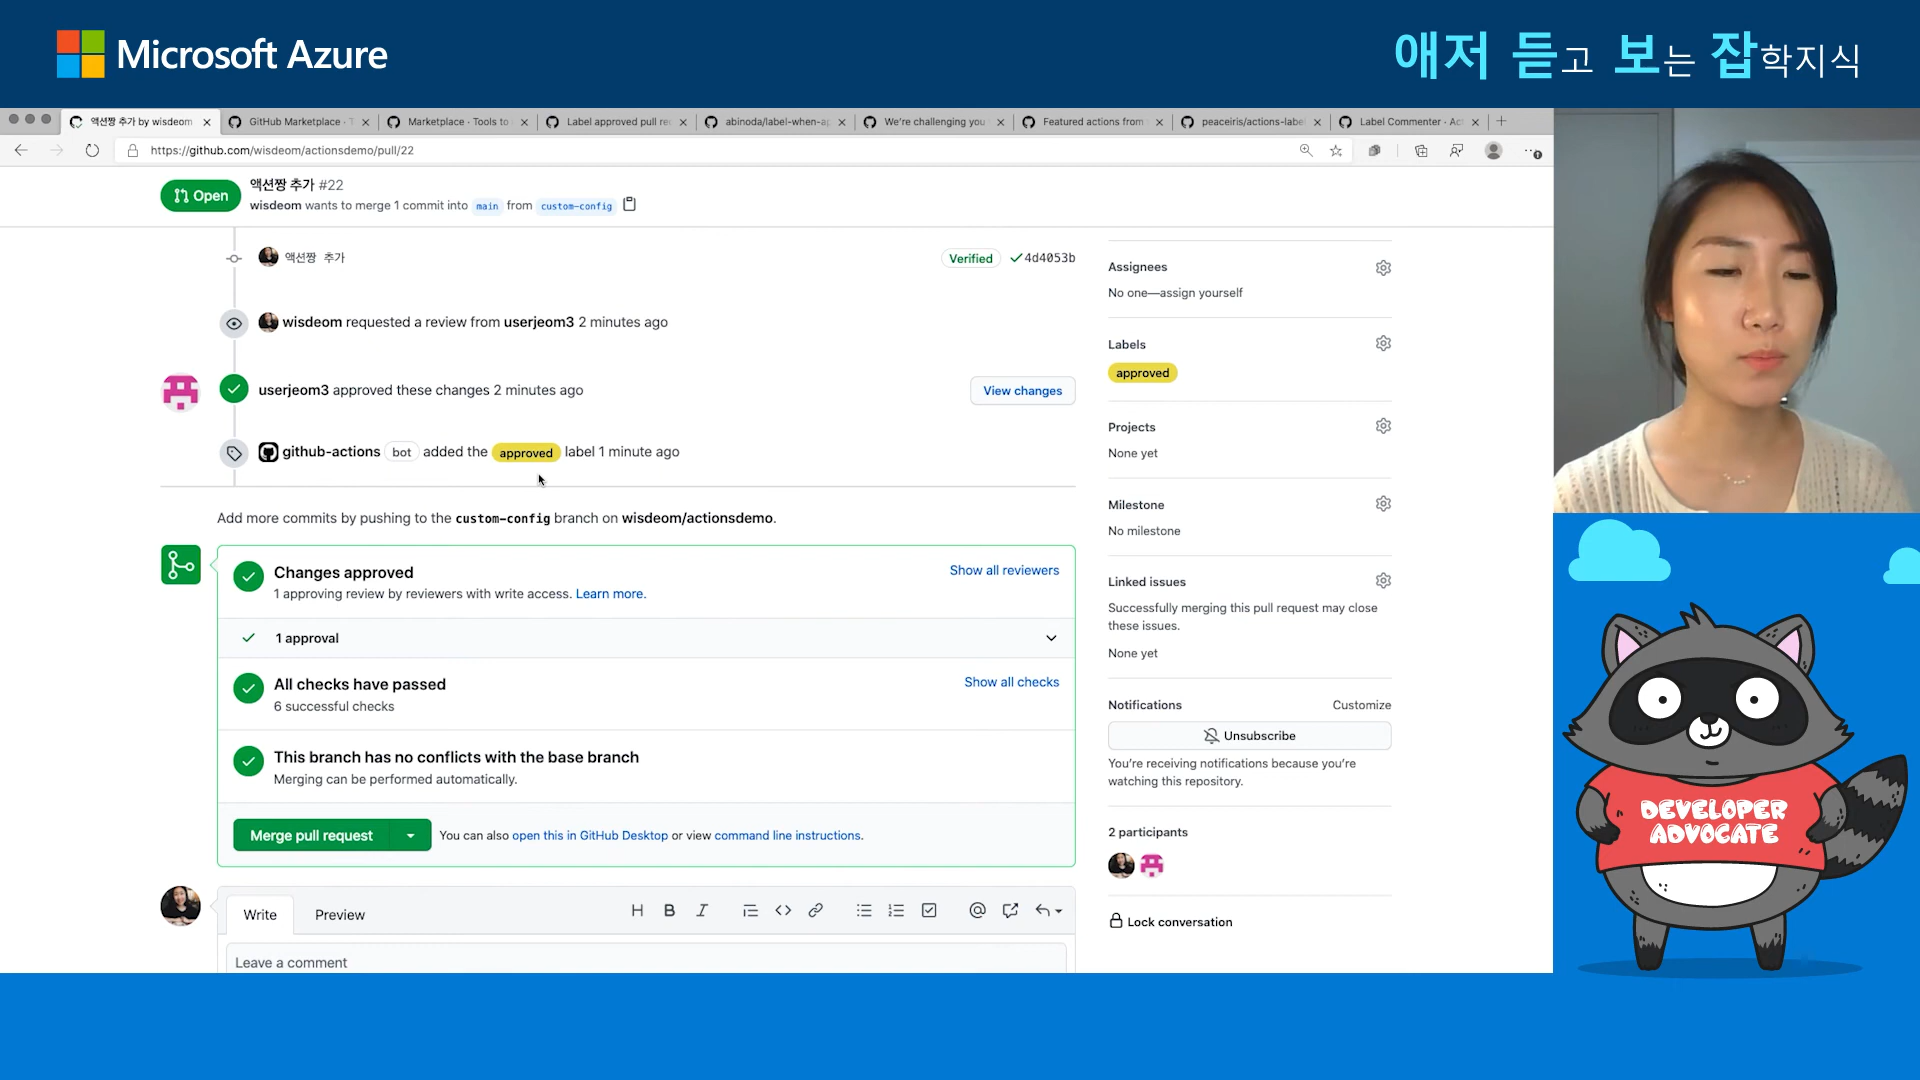 Microsoft Azure
애저 듣고 보는 잡학지식
액션짱 추가 by wisdeom
GitHub Marketplace · T
Marketplace · Tools to
Label approved pull re
abinoda/label-when-ap
We're challenging you
Featured actions from
peaceiris/actions-labe
Label Commenter · Ac
https://github.com/wisdeom/actionsdemo/pull/22
Open
액션짱 추가 #22
wisdeom wants to merge 1 commit into main from custom-config
액션짱 추가
Verified
4d4053b
wisdeom requested a review from userjeom3 2 minutes ago
userjeom3 approved these changes 2 minutes ago
View changes
github-actions bot added the approved label 1 minute ago
Add more commits by pushing to the custom-config branch on wisdeom/actionsdemo.
Changes approved
Show all reviewers
1 approving review by reviewers with write access. Learn more.
1 approval
All checks have passed
Show all checks
6 successful checks
This branch has no conflicts with the base branch
Merging can be performed automatically.
Merge pull request
You can also open this in GitHub Desktop or view command line instructions.
Write
Preview
Leave a comment
Assignees
No one—assign yourself
Labels
approved
Projects
None yet
Milestone
No milestone
Linked issues
Successfully merging this pull request may close
these issues.
None yet
Notifications
Customize
Unsubscribe
You're receiving notifications because you're
watching this repository.
2 participants
Lock conversation
DEVELOPER
ADVOCATE